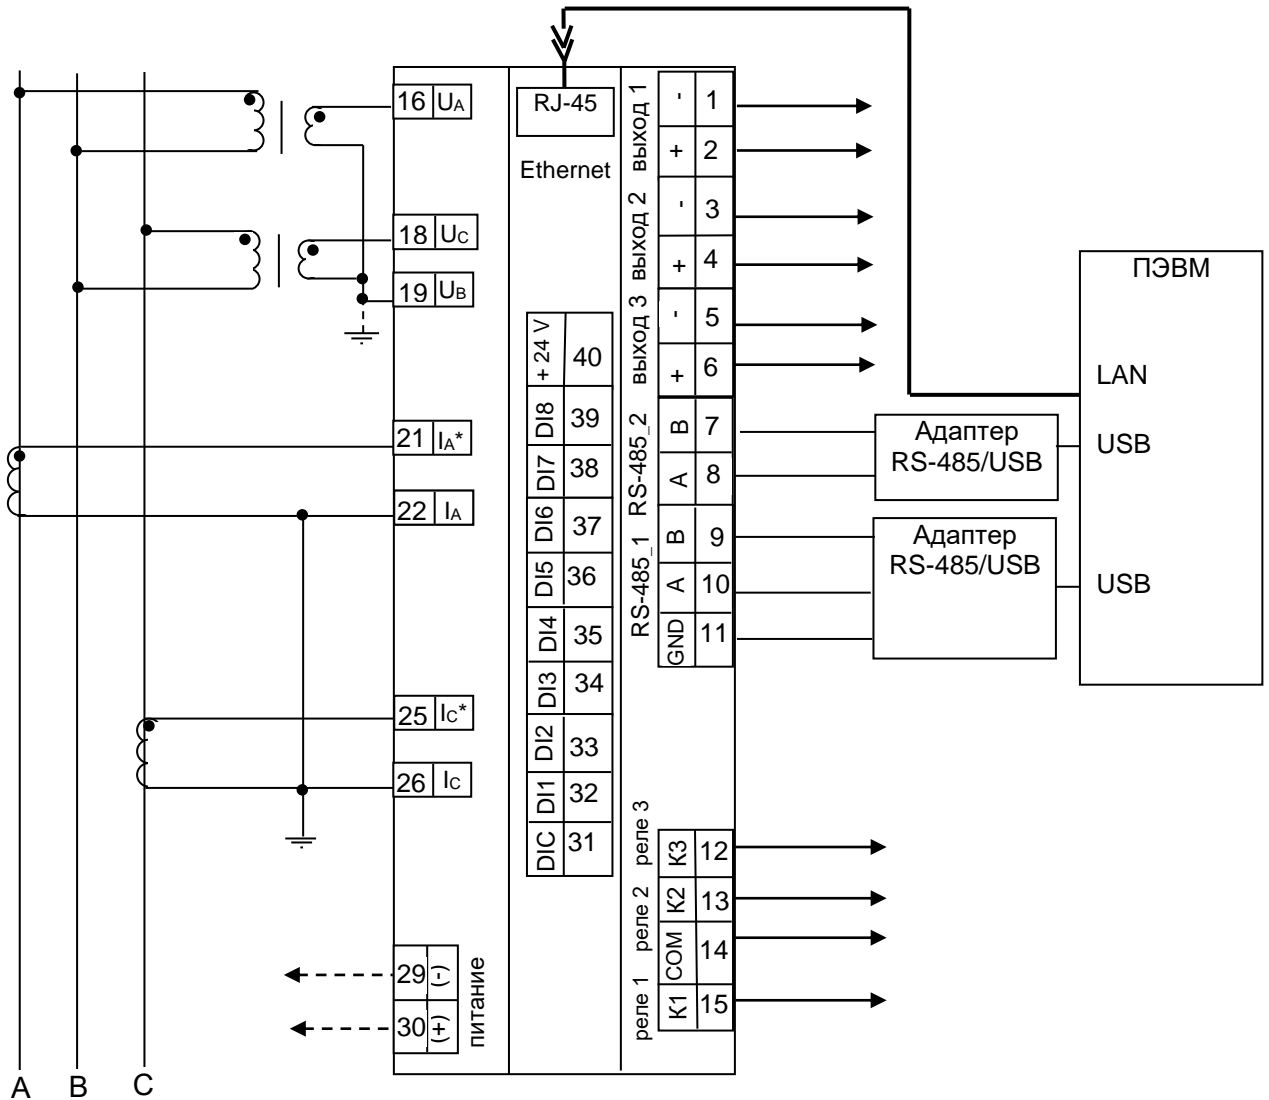 16 UA
18 UC
19 UB
21 IA*
22 IA
25 IC*
26 IC
29 (-)
30 (+)
питание
A B C
RJ-45
Ethernet
+ 24 V 40
DI8 39
DI7 38
DI6 37
DI5 36
DI4 35
DI3 34
DI2 33
DI1 32
DIC 31
выход 1
- 1
+ 2
выход 2
- 3
+ 4
выход 3
- 5
+ 6
RS-485_2
B 7
A 8
RS-485_1
B 9
A 10
GND 11
реле 3
К3 12
реле 2
К2 13
COM 14
реле 1
К1 15
Адаптер
RS-485/USB
Адаптер
RS-485/USB
ПЭВМ
LAN
USB
USB